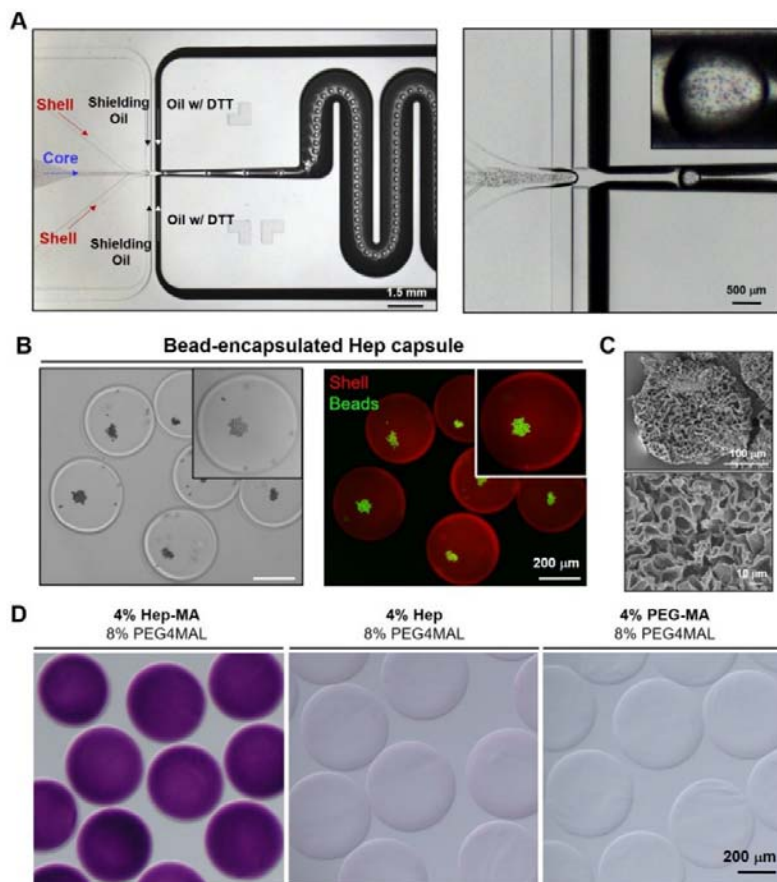 A
Shell
Shielding
Oil
Oil w/ DTT
Core
Shell
Shielding
Oil
Oil w/ DTT
1.5 mm
500 µm
B
Bead-encapsulated Hep capsule
Shell
Beads
200 µm
C
100 µm
10 µm
D
4% Hep-MA
8% PEG4MAL
4% Hep
8% PEG4MAL
4% PEG-MA
8% PEG4MAL
200 µm